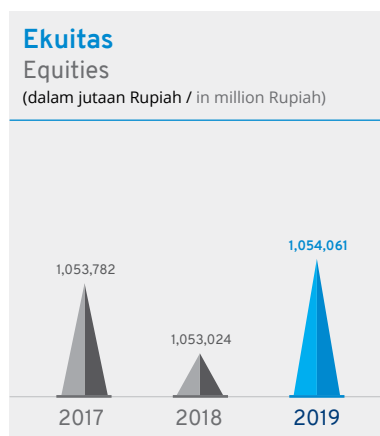 Ekuitas
Equities
(dalam jutaan Rupiah / in million Rupiah)
1,054,061
1,053,782
1,053,024
2017 2018 2019